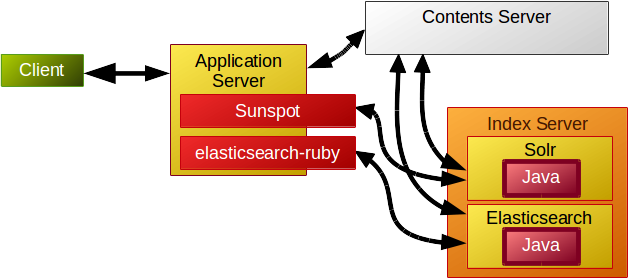 Contents Server
Client
Application
Server
Sunspot
elasticsearch-ruby
Index Server
Solr
Java
Elasticsearch
Java